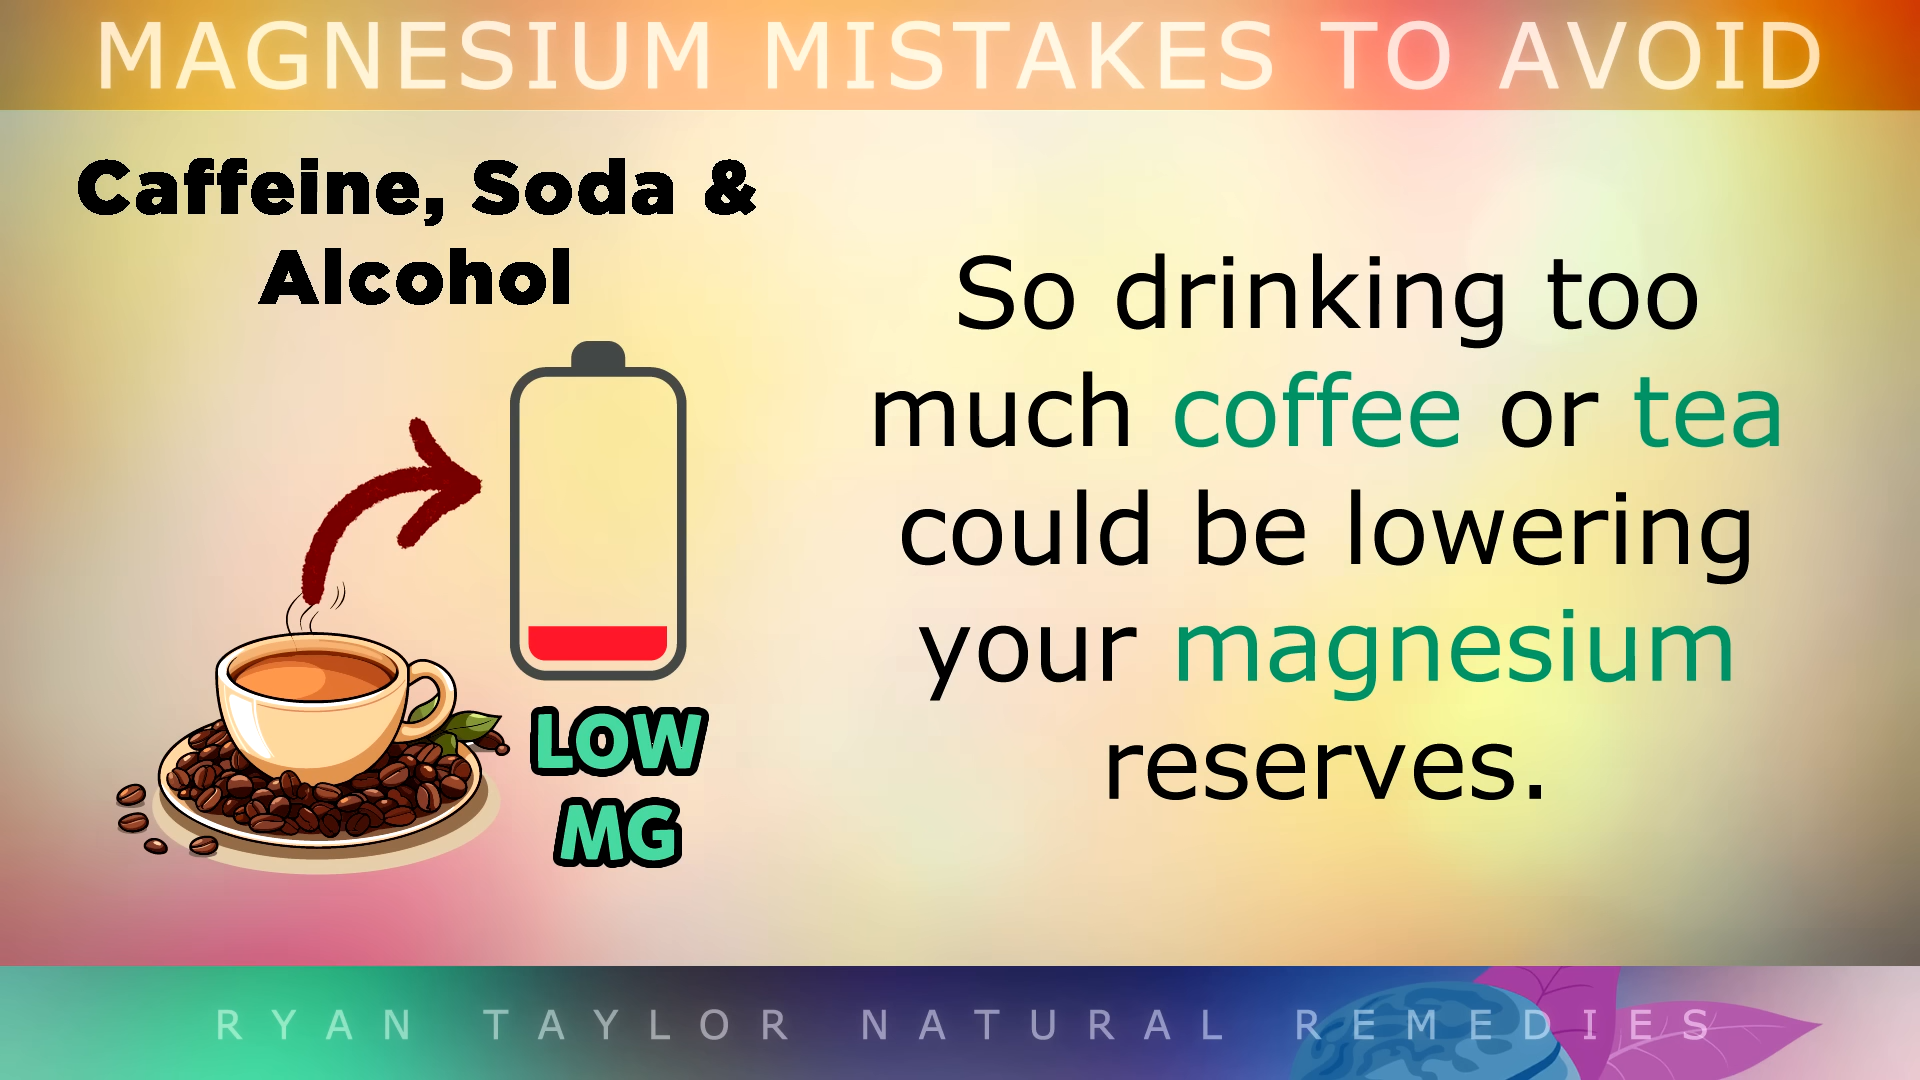 MAGNESIUM MISTAKES TO AVOID
Caffeine, Soda &
Alcohol
LOW
MG
So drinking too
much coffee or tea
could be lowering
your magnesium
reserves.
RYAN TAYLOR NATURAL REMEDIES